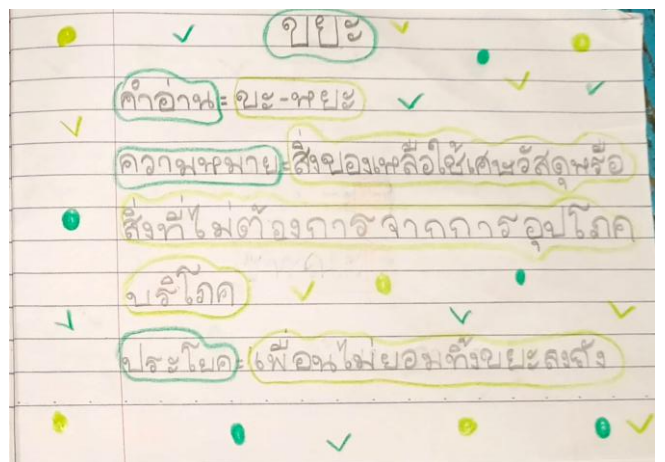 ขยะ
คำอ่าน = ขะ-หยะ
ความหมาย = สิ่งของเหลือใช้เศษวัสดุหรือ
สิ่งที่ไม่ต้องการจากการอุปโภค
บริโภค
ประโยค = เพื่อนไม่ยอมทิ้งขยะลงถัง